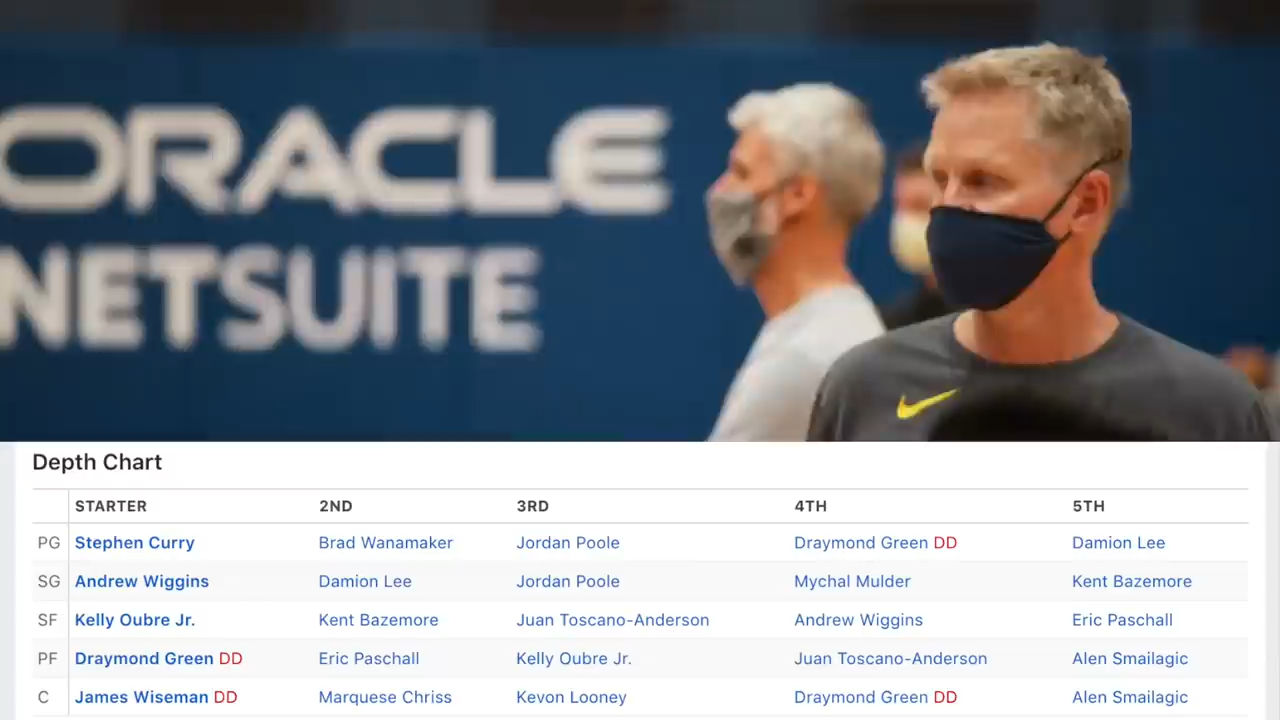 ORACLE
NETSUITE
Depth Chart
STARTER 2ND 3RD 4TH 5TH
PG Stephen Curry Brad Wanamaker Jordan Poole Draymond Green DD Damion Lee
SG Andrew Wiggins Damion Lee Jordan Poole Mychal Mulder Kent Bazemore
SF Kelly Oubre Jr. Kent Bazemore Juan Toscano-Anderson Andrew Wiggins Eric Paschall
PF Draymond Green DD Eric Paschall Kelly Oubre Jr. Juan Toscano-Anderson Alen Smailagic
C James Wiseman DD Marquese Chriss Kevon Looney Draymond Green DD Alen Smailagic